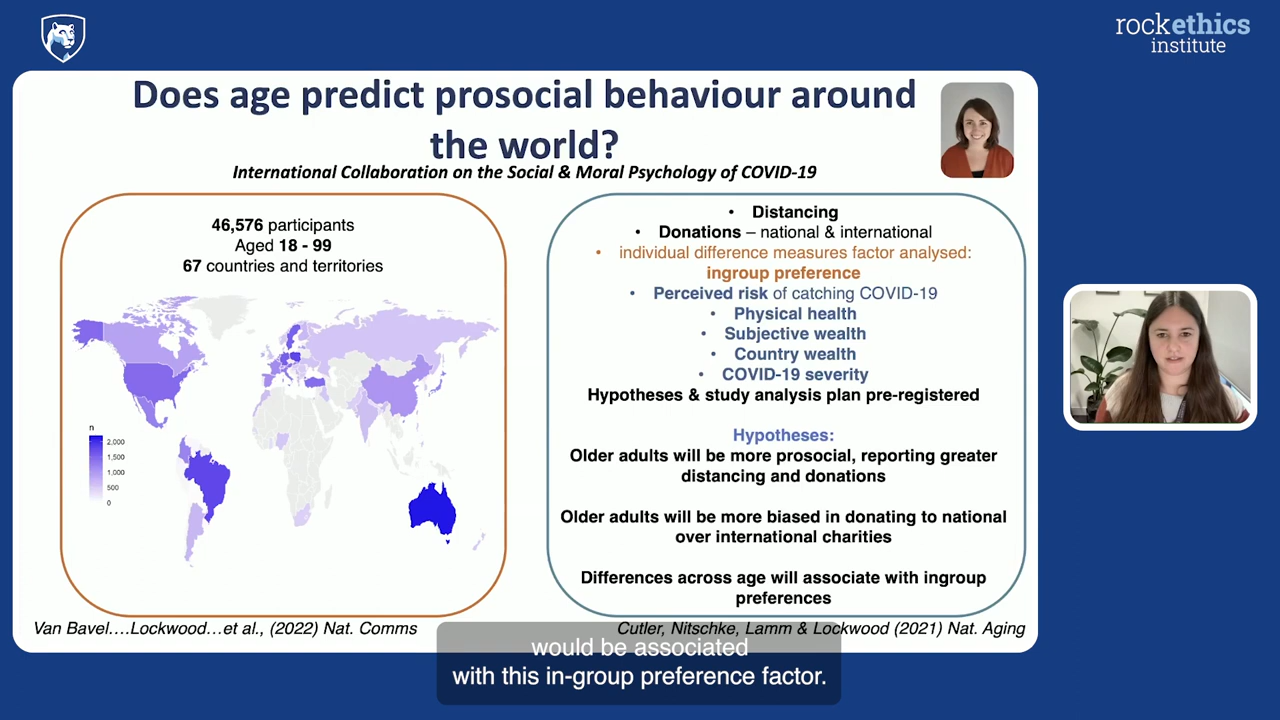 rockethics
institute
Does age predict prosocial behaviour around
the world?
International Collaboration on the Social & Moral Psychology of COVID-19
46,576 participants
Aged 18 - 99
67 countries and territories
n
2,000
1,500
1,000
500
0
• Distancing
• Donations – national & international
• individual difference measures factor analysed:
ingroup preference
• Perceived risk of catching COVID-19
• Physical health
• Subjective wealth
• Country wealth
• COVID-19 severity
Hypotheses & study analysis plan pre-registered
Hypotheses:
Older adults will be more prosocial, reporting greater
distancing and donations
Older adults will be more biased in donating to national
over international charities
Differences across age will associate with ingroup
preferences
Van Bavel….Lockwood…et al., (2022) Nat. Comms
Cutler, Nitschke, Lamm & Lockwood (2021) Nat. Aging
would be associated
with this in-group preference factor.